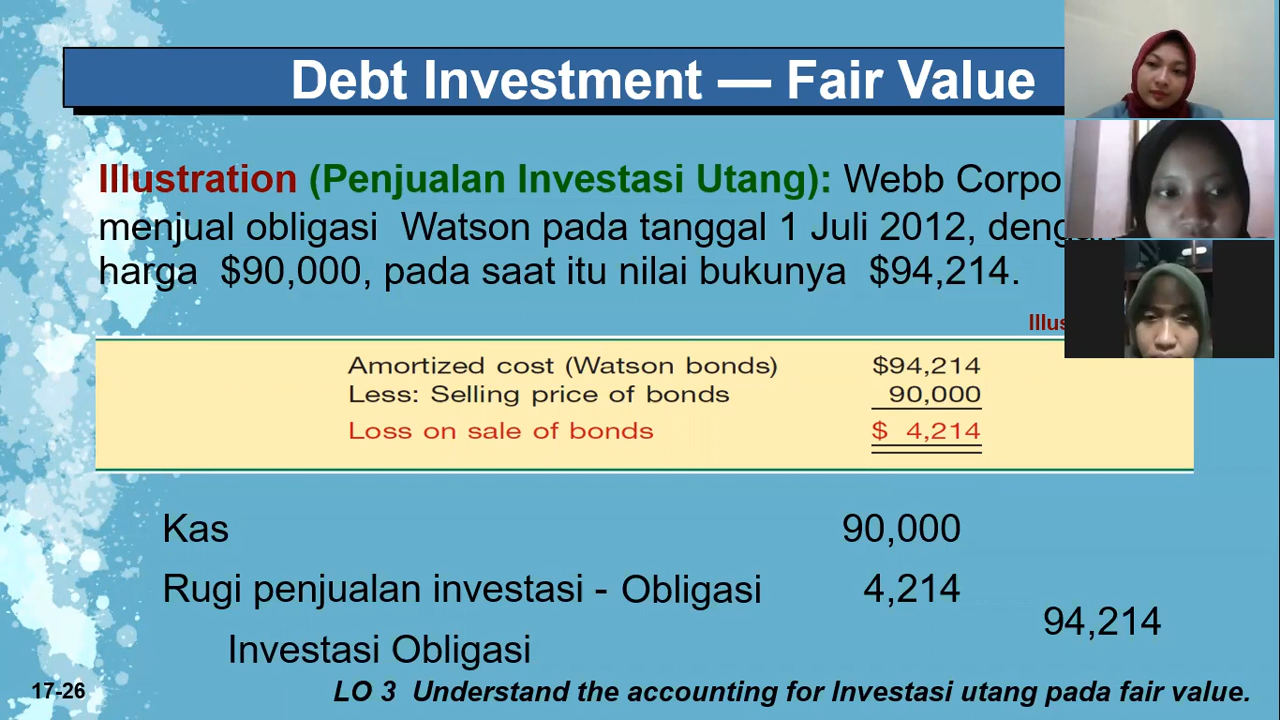 Debt Investment — Fair Value
Illustration (Penjualan Investasi Utang): Webb Corpo
menjual obligasi Watson pada tanggal 1 Juli 2012, dengan
harga $90,000, pada saat itu nilai bukunya $94,214.
Illus
Amortized cost (Watson bonds) $94,214
Less: Selling price of bonds 90,000
Loss on sale of bonds $ 4,214
Kas 90,000
Rugi penjualan investasi - Obligasi 4,214
94,214
Investasi Obligasi
17-26 LO 3 Understand the accounting for Investasi utang pada fair value.